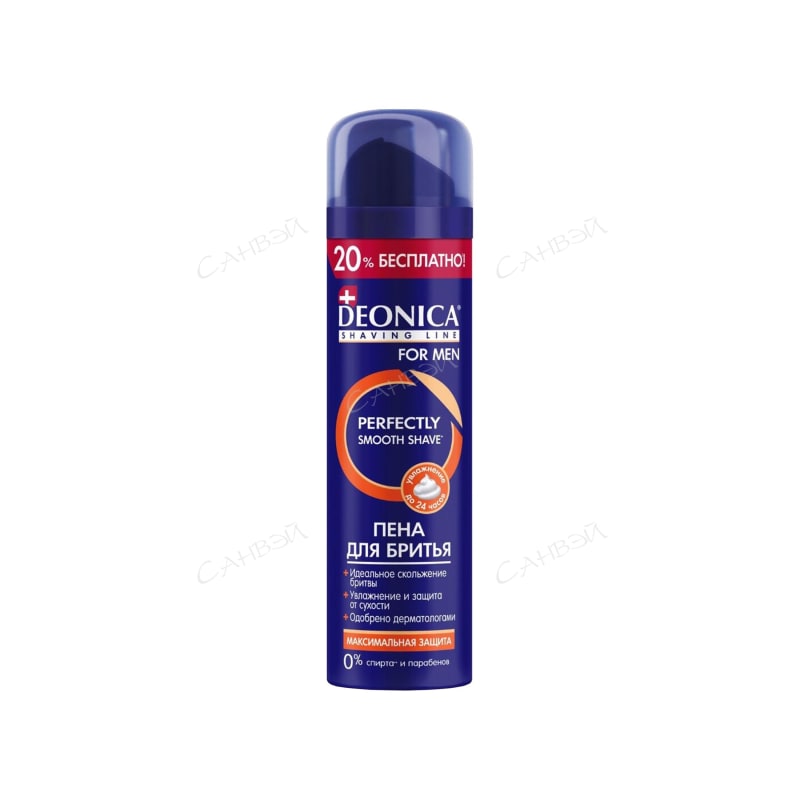 20% БЕСПЛАТНО!
DEONICA®
SHAVING LINE
FOR MEN
PERFECTLY
SMOOTH SHAVE*
увлажнение
до 24 часов
ПЕНА
ДЛЯ БРИТЬЯ
+ Идеальное скольжение
бритвы
+ Увлажнение и защита
от сухости
+ Одобрено дерматологами
МАКСИМАЛЬНАЯ ЗАЩИТА
0% спирта** и парабенов
САНВЭЙ
САНВЭЙ
САНВЭЙ
САНВЭЙ
САНВЭЙ